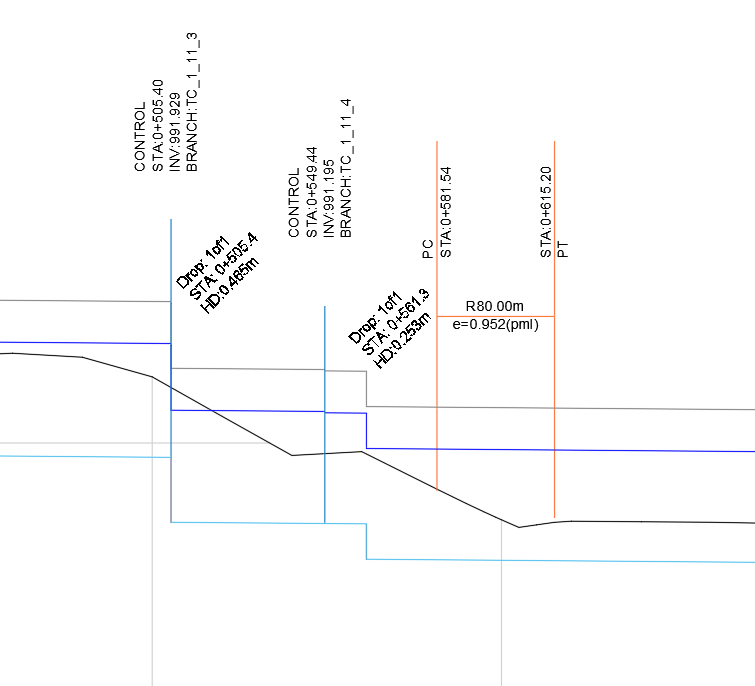 CONTROL
STA:0+505.40
INV:991.929
BRANCH:TC_1_11_3
Drop: 1of1
STA: 0+505.4
HD:0.465m
CONTROL
STA:0+549.44
INV:991.195
BRANCH:TC_1_11_4
Drop: 1of1
STA: 0+561.3
HD:0.253m
PC
STA:0+581.54
R80.00m
e=0.952(pml)
STA:0+615.20
PT